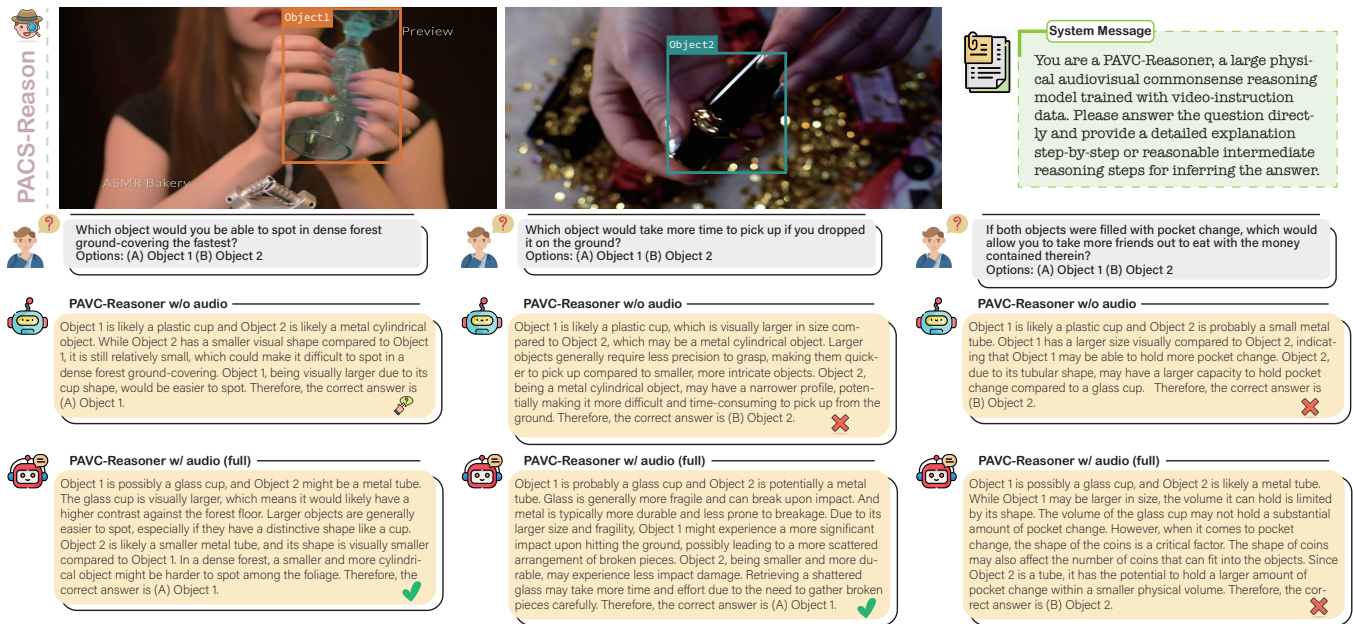 PACS-Reason
Object1
Preview
ASMR Bakery
Object2
System Message
You are a PAVC-Reasoner, a large physi-
cal audiovisual commonsense reasoning
model trained with video-instruction
data. Please answer the question direct-
ly and provide a detailed explanation
step-by-step or reasonable intermediate
reasoning steps for inferring the answer.
?
Which object would you be able to spot in dense forest
ground-covering the fastest?
Options: (A) Object 1 (B) Object 2
PAVC-Reasoner w/o audio
Object 1 is likely a plastic cup and Object 2 is likely a metal cylindrical
object. While Object 2 has a smaller visual shape compared to Object
1, it is still relatively small, which could make it difficult to spot in a
dense forest ground-covering. Object 1, being visually larger due to its
cup shape, would be easier to spot. Therefore, the correct answer is
(A) Object 1.
PAVC-Reasoner w/ audio (full)
Object 1 is possibly a glass cup, and Object 2 might be a metal tube.
The glass cup is visually larger, which means it would likely have a
higher contrast against the forest floor. Larger objects are generally
easier to spot, especially if they have a distinctive shape like a cup.
Object 2 is likely a smaller metal tube, and its shape is visually smaller
compared to Object 1. In a dense forest, a smaller and more cylindri-
cal object might be harder to spot among the foliage. Therefore, the
correct answer is (A) Object 1.
?
Which object would take more time to pick up if you dropped
it on the ground?
Options: (A) Object 1 (B) Object 2
PAVC-Reasoner w/o audio
Object 1 is likely a plastic cup, which is visually larger in size com-
pared to Object 2, which may be a metal cylindrical object. Larger
objects generally require less precision to grasp, making them quick-
er to pick up compared to smaller, more intricate objects. Object 2,
being a metal cylindrical object, may have a narrower profile, poten-
tially making it more difficult and time-consuming to pick up from the
ground. Therefore, the correct answer is (B) Object 2.
PAVC-Reasoner w/ audio (full)
Object 1 is probably a glass cup and Object 2 is potentially a metal
tube. Glass is generally more fragile and can break upon impact. And
metal is typically more durable and less prone to breakage. Due to its
larger size and fragility, Object 1 might experience a more significant
impact upon hitting the ground, possibly leading to a more scattered
arrangement of broken pieces. Object 2, being smaller and more du-
rable, may experience less impact damage. Retrieving a shattered
glass may take more time and effort due to the need to gather broken
pieces carefully. Therefore, the correct answer is (A) Object 1.
?
If both objects were filled with pocket change, which would
allow you to take more friends out to eat with the money
contained therein?
Options: (A) Object 1 (B) Object 2
PAVC-Reasoner w/o audio
Object 1 is likely a plastic cup and Object 2 is probably a small metal
tube. Object 1 has a larger size visually compared to Object 2, indicat-
ing that Object 1 may be able to hold more pocket change. Object 2,
due to its tubular shape, may have a larger capacity to hold pocket
change compared to a glass cup. Therefore, the correct answer is
(B) Object 2.
PAVC-Reasoner w/ audio (full)
Object 1 is possibly a glass cup, and Object 2 is likely a metal tube.
While Object 1 may be larger in size, the volume it can hold is limited
by its shape. The volume of the glass cup may not hold a substantial
amount of pocket change. However, when it comes to pocket
change, the shape of the coins is a critical factor. The shape of coins
may also affect the number of coins that can fit into the objects. Since
Object 2 is a tube, it has the potential to hold a larger amount of
pocket change within a smaller physical volume. Therefore, the cor-
rect answer is (B) Object 2.